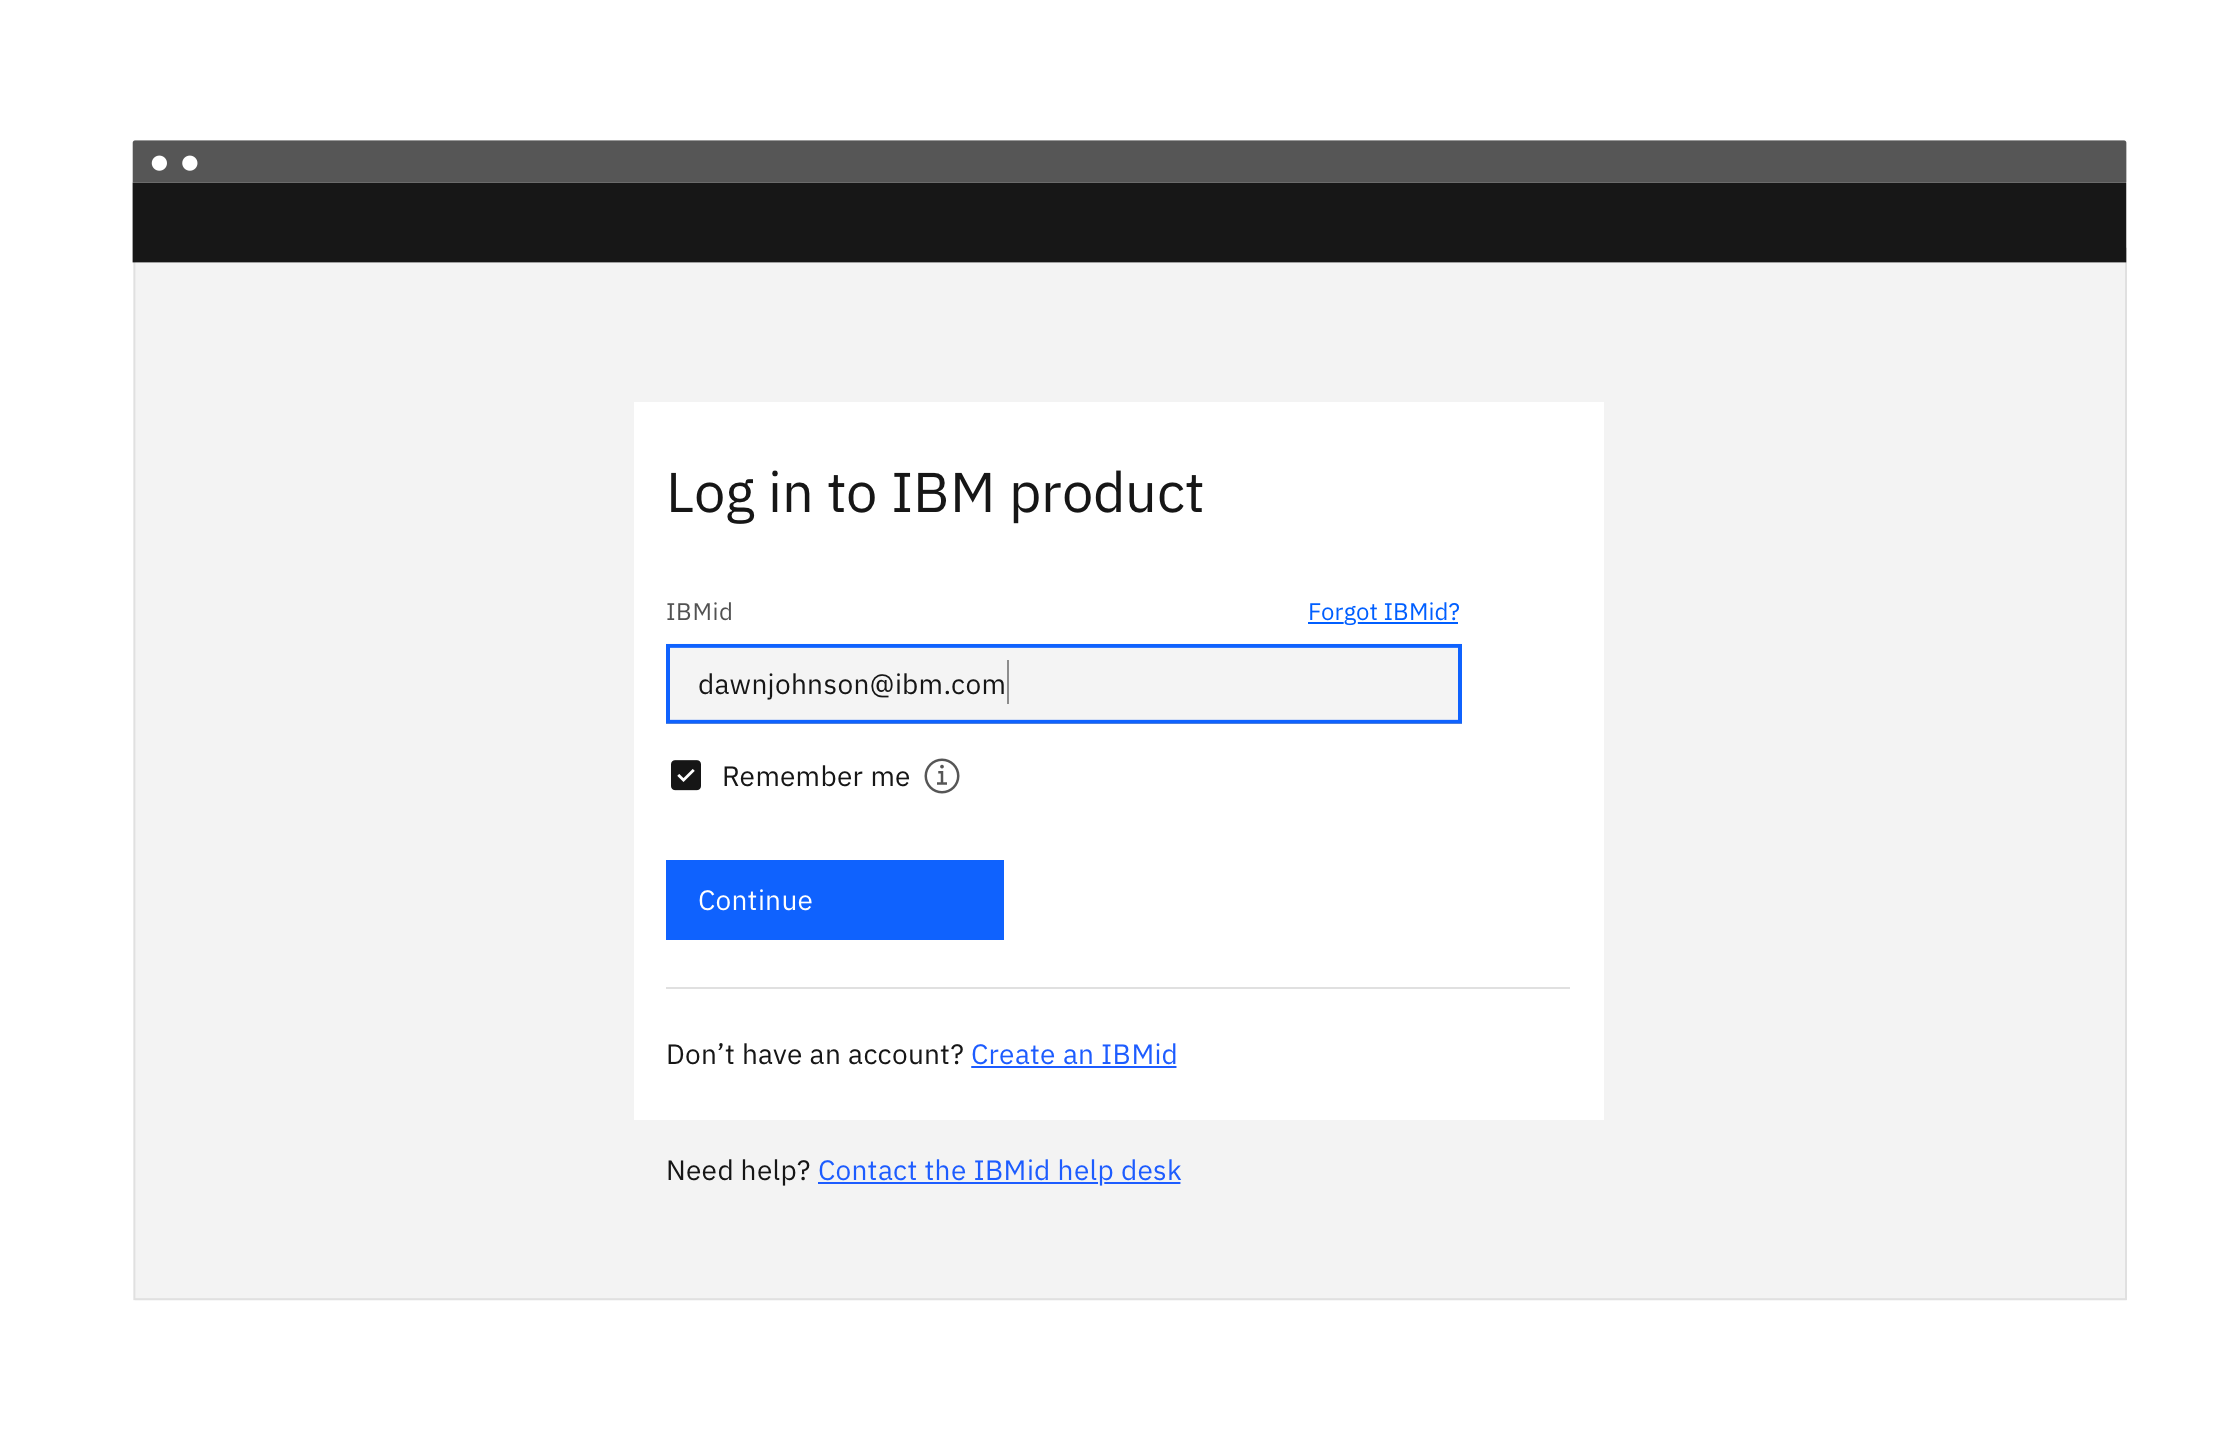 Log in to IBM product
IBMid
Forgot IBMid?
dawnjohnson@ibm.com
Remember me
Continue
Don’t have an account? Create an IBMid
Need help? Contact the IBMid help desk